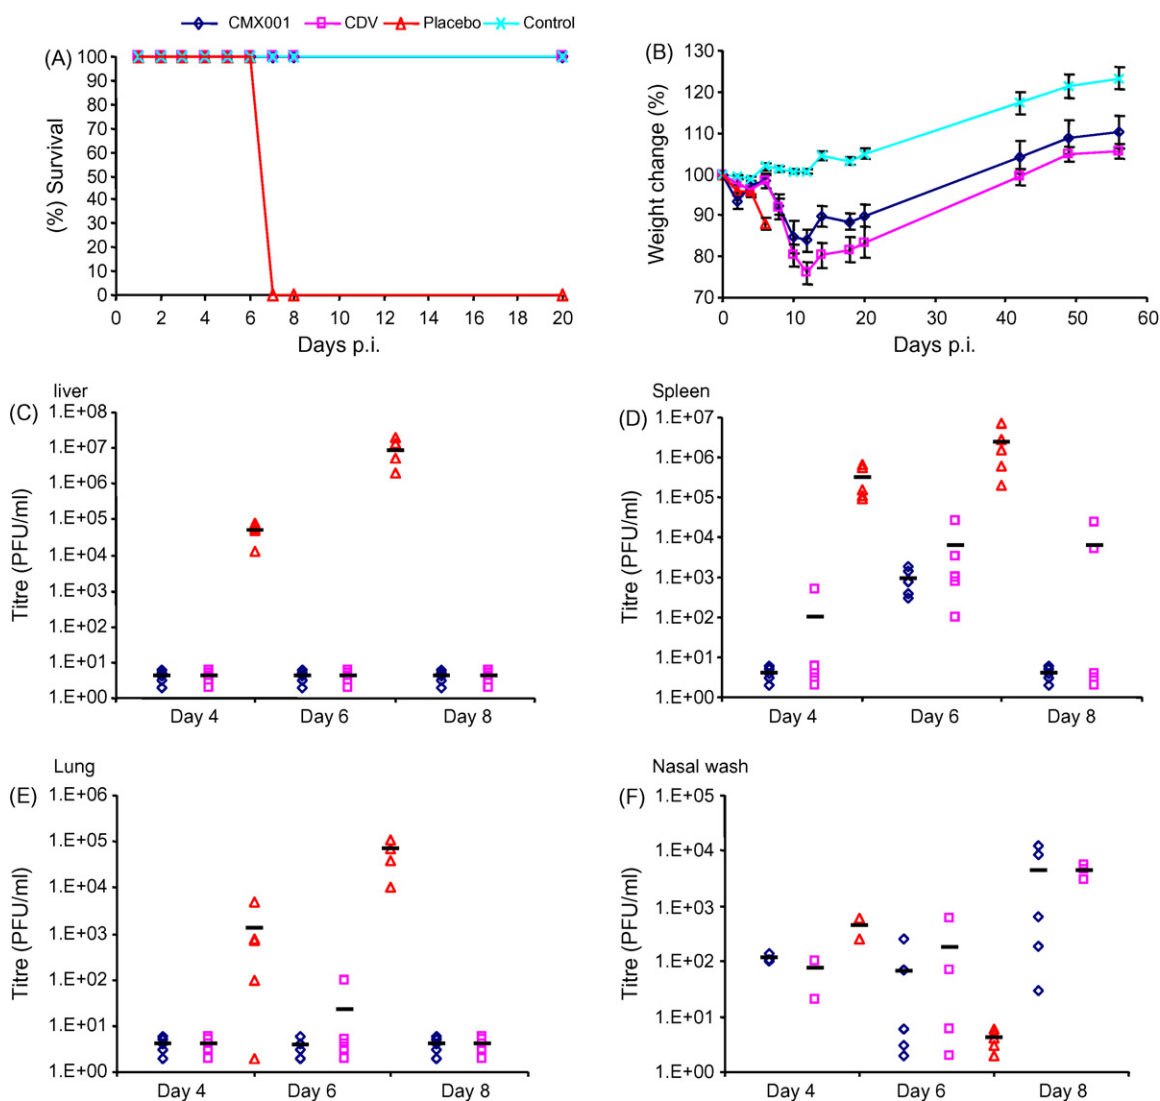 CMX001 CDV Placebo Control
(A)
(%) Survival
100
90
80
70
60
50
40
30
20
10
0
0 2 4 6 8 10 12 14 16 18 20
Days p.i.
(B)
Weight change (%)
130
120
110
100
90
80
70
0 10 20 30 40 50 60
Days p.i.
liver
(C)
Titre (PFU/ml)
1.E+08
1.E+07
1.E+06
1.E+05
1.E+04
1.E+03
1.E+02
1.E+01
1.E+00
Day 4 Day 6 Day 8
Spleen
(D)
Titre (PFU/ml)
1.E+07
1.E+06
1.E+05
1.E+04
1.E+03
1.E+02
1.E+01
1.E+00
Day 4 Day 6 Day 8
Lung
(E)
Titre (PFU/ml)
1.E+06
1.E+05
1.E+04
1.E+03
1.E+02
1.E+01
1.E+00
Day 4 Day 6 Day 8
Nasal wash
(F)
Titre (PFU/ml)
1.E+05
1.E+04
1.E+03
1.E+02
1.E+01
1.E+00
Day 4 Day 6 Day 8